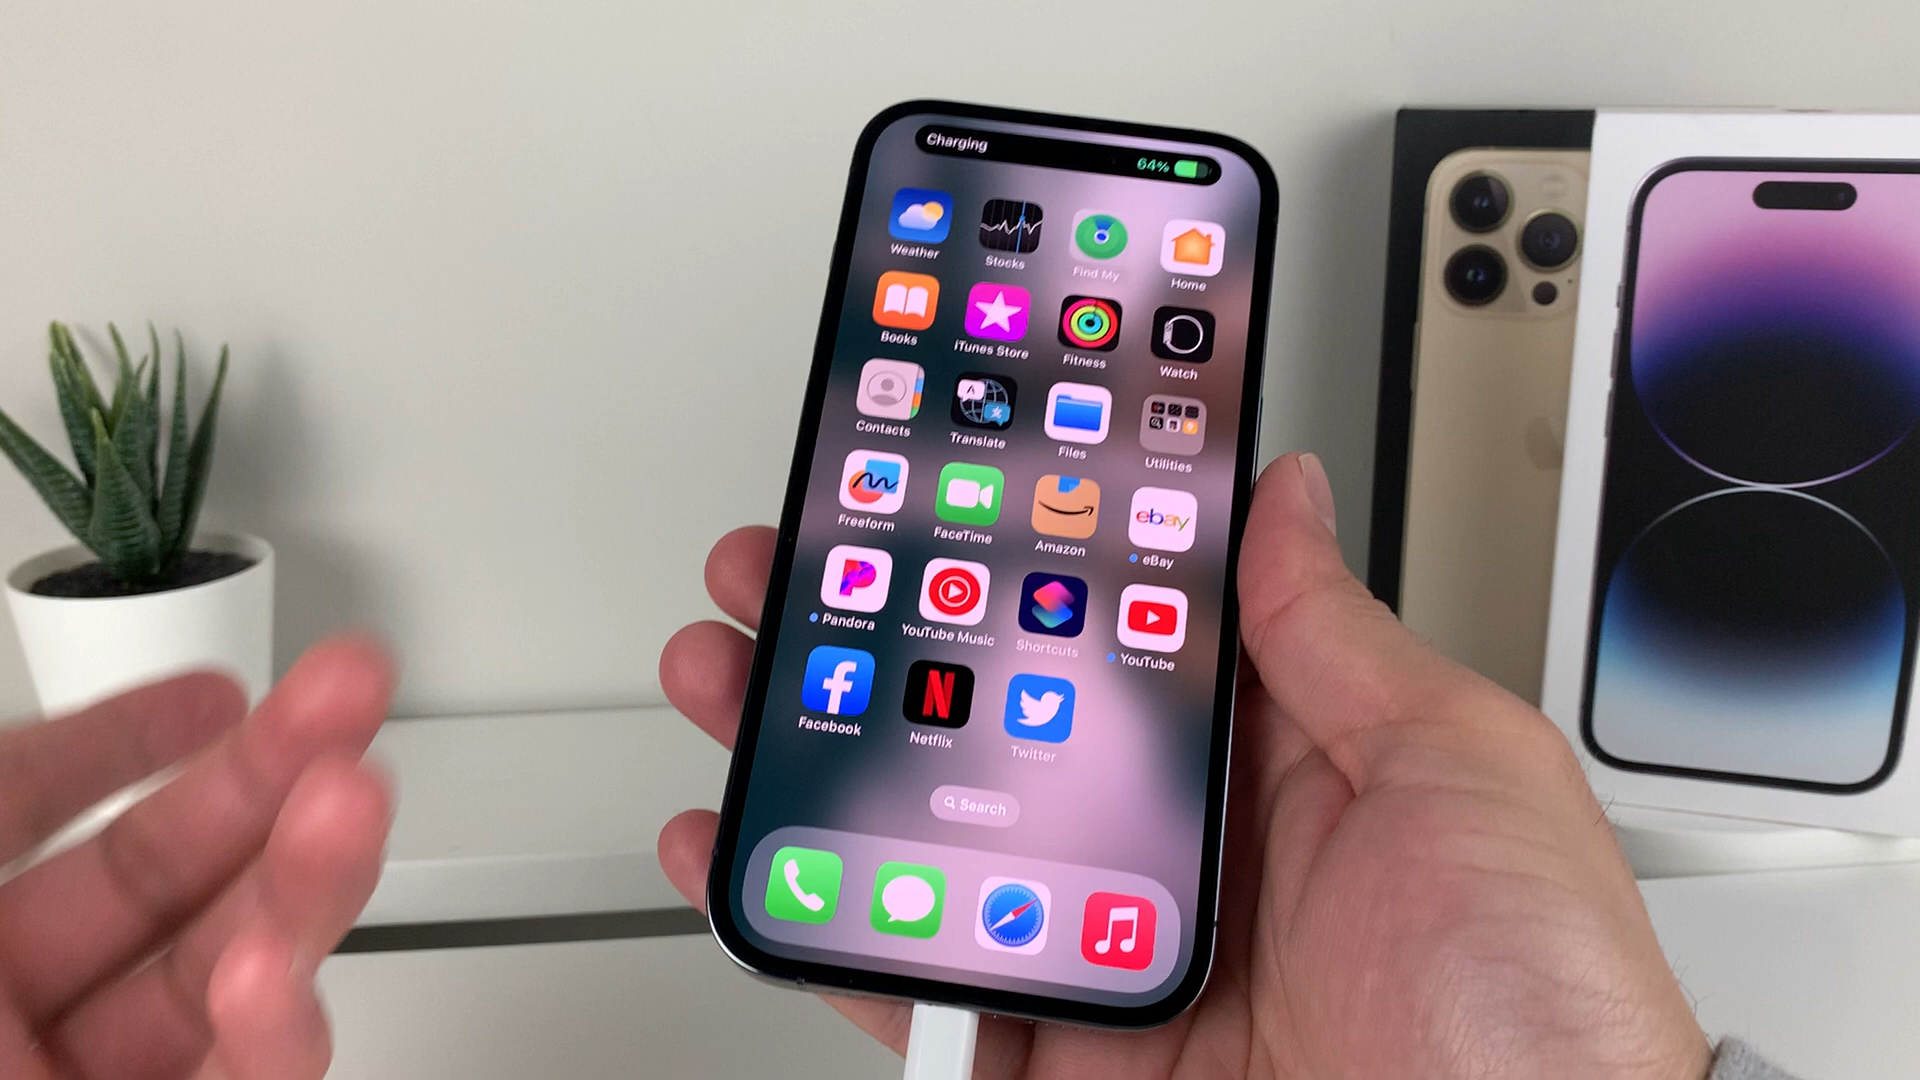 Charging
64%
Weather
Stocks
Find My
Home
Books
iTunes Store
Fitness
Watch
Contacts
Translate
Files
Utilities
Freeform
FaceTime
Amazon
ebay
eBay
Pandora
YouTube Music
Shortcuts
YouTube
Facebook
Netflix
Twitter
Search